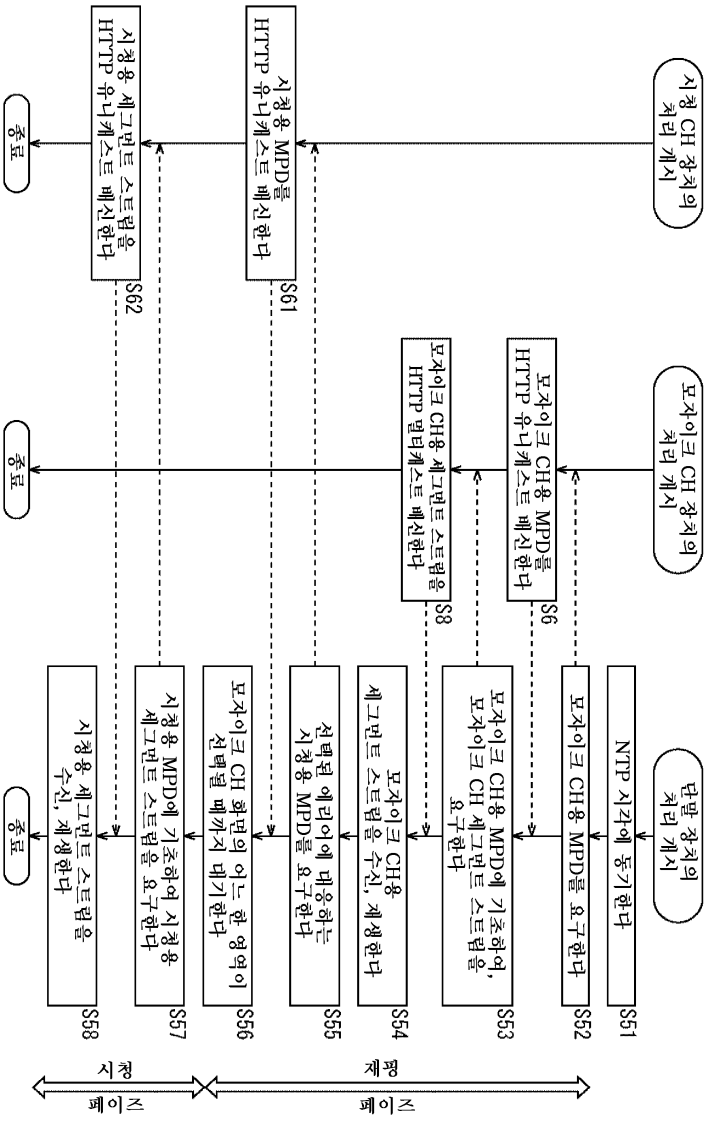 시청 CH 장치의
처리 개시
시청용 MPD를
HTTP 유니캐스트 배신한다
S61
시청용 세그먼트 스트림을
HTTP 유니캐스트 배신한다
S62
종료
모자이크 CH 장치의
처리 개시
모자이크 CH용 MPD를
HTTP 유니캐스트 배신한다
S6
모자이크 CH용 세그먼트 스트림을
HTTP 멀티캐스트 배신한다
S8
종료
단말 장치의
처리 개시
NTP 시각에 동기한다
S51
모자이크 CH용 MPD를 요구한다
S52
모자이크 CH용 MPD에 기초하여,
모자이크 CH 세그먼트 스트림을
요구한다
S53
모자이크 CH용
세그먼트 스트림을 수신, 재생한다
S54
선택된 에리어에 대응하는
시청용 MPD를 요구한다
S55
모자이크 CH 화면의 어느 한 영역이
선택될 때까지 대기한다
S56
시청용 MPD에 기초하여 시청용
세그먼트 스트림을 요구한다
S57
시청용 세그먼트 스트림을
수신, 재생한다
S58
종료
재핑
페이즈
시청
페이즈